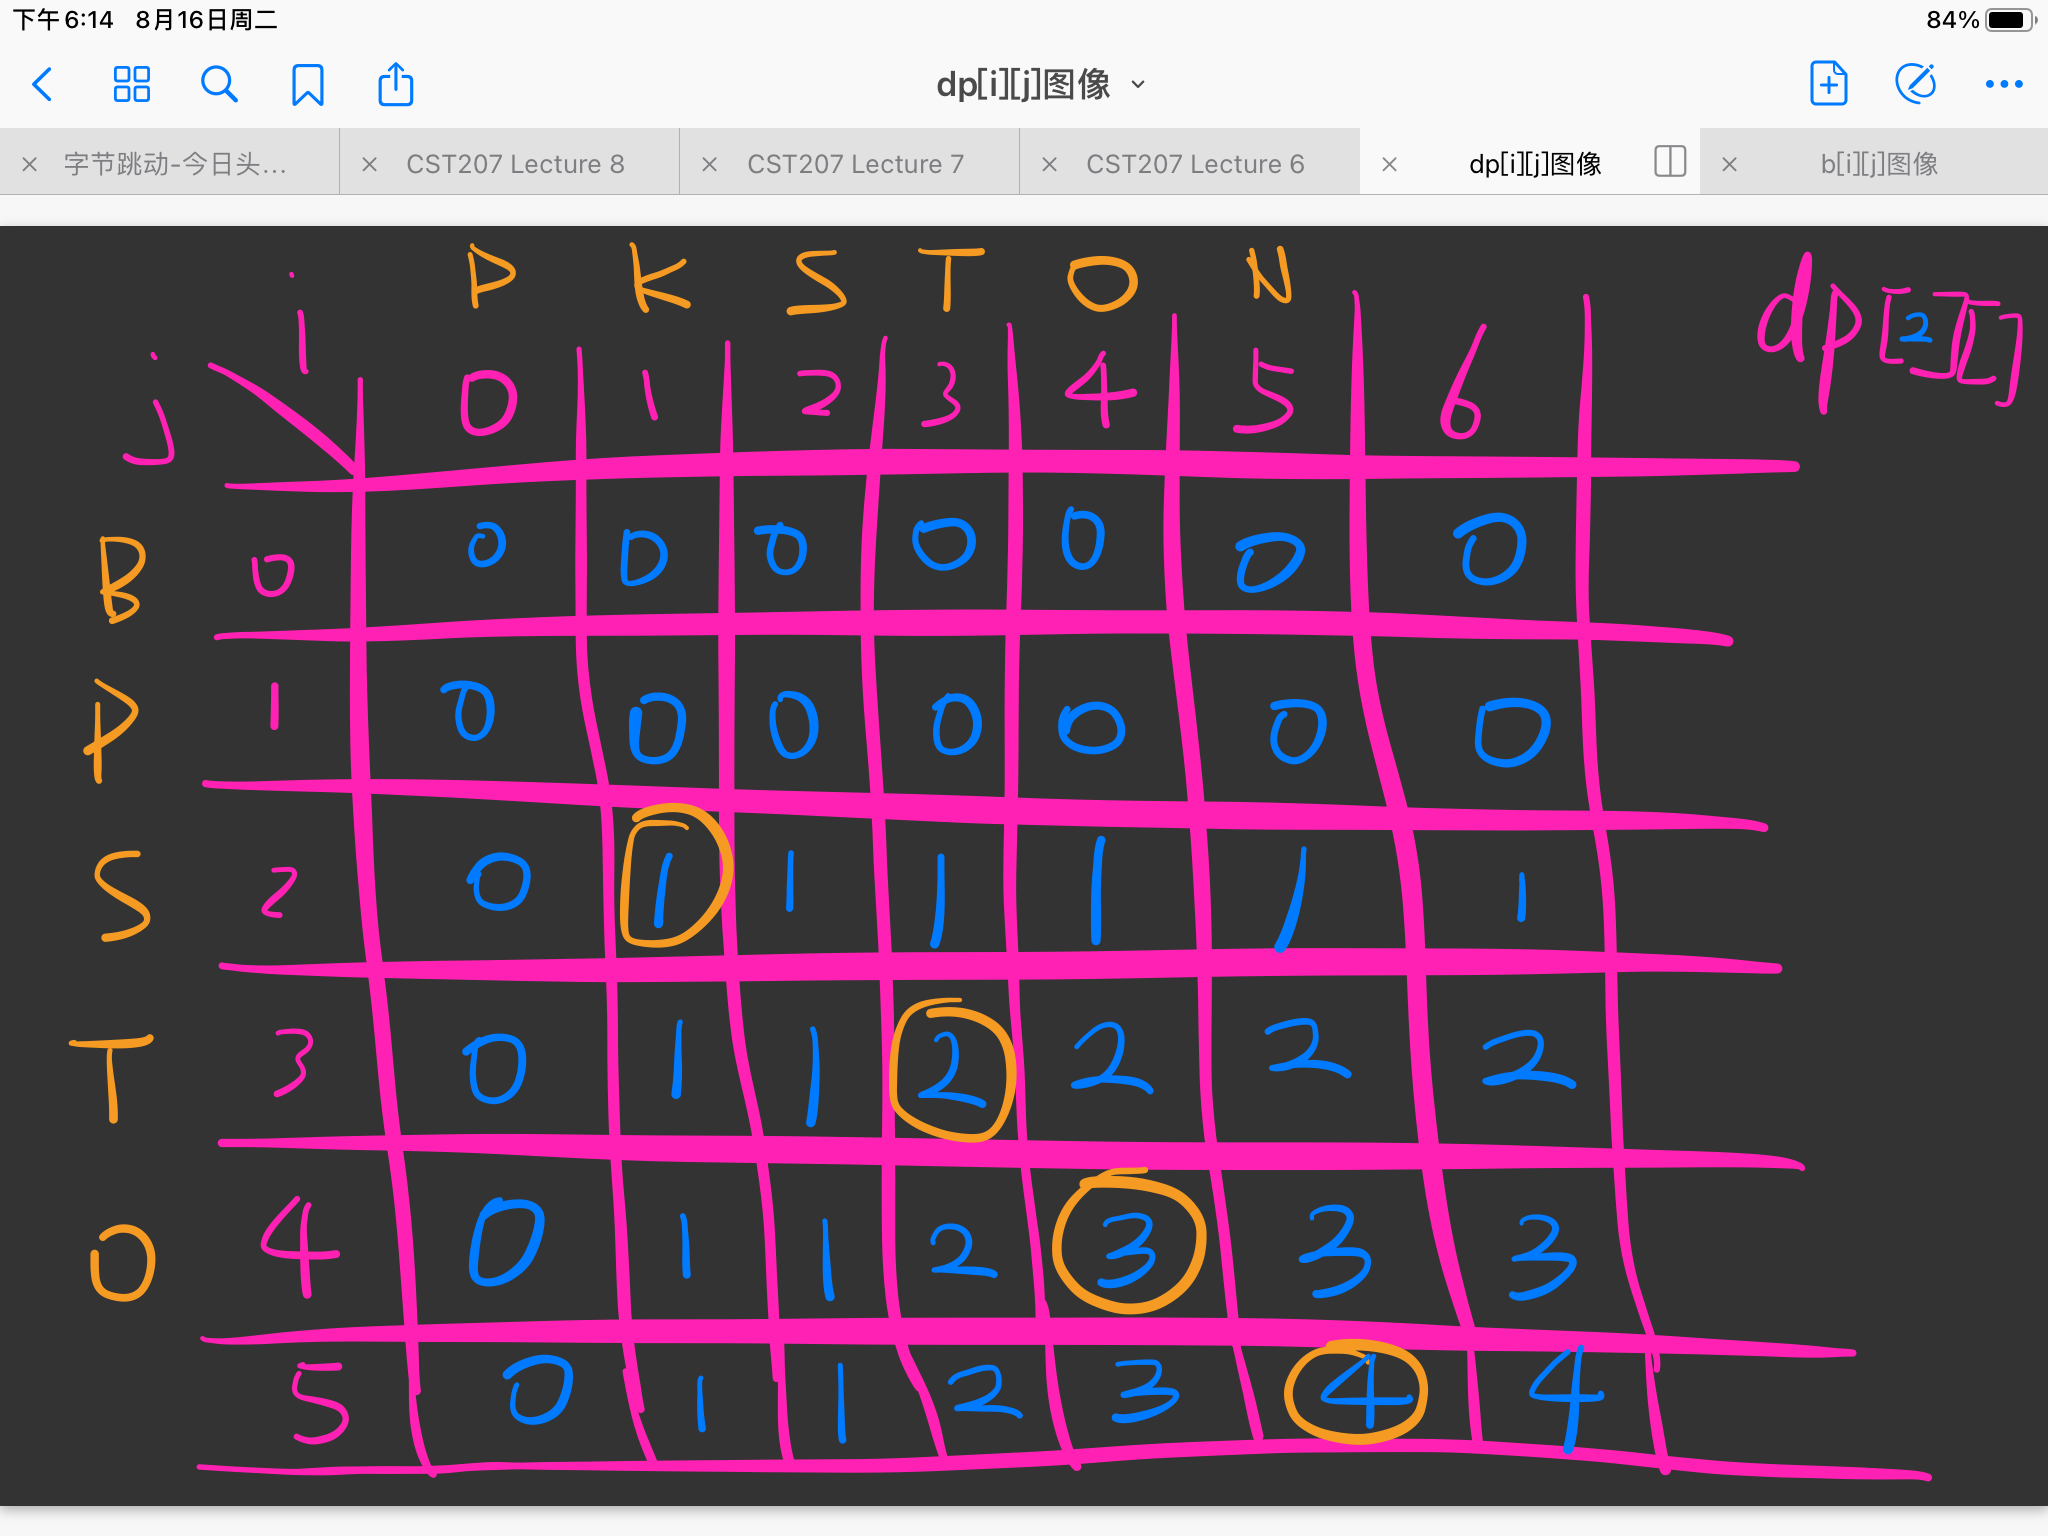 下午6:14 8月16日周二 84%
dp[i][j]图像
字节跳动-今日头... CST207 Lecture 8 CST207 Lecture 7 CST207 Lecture 6 dp[i][j]图像 b[i][j]图像
P K S T O N
i dp[2][]
j 0 1 2 3 4 5 6
B 0 0 0 0 0 0 0 0
P 1 0 0 0 0 0 0 0
S 2 0 1 1 1 1 1 1
T 3 0 1 1 2 2 2 2
O 4 0 1 1 2 3 3 3
5 0 1 1 2 3 4 4